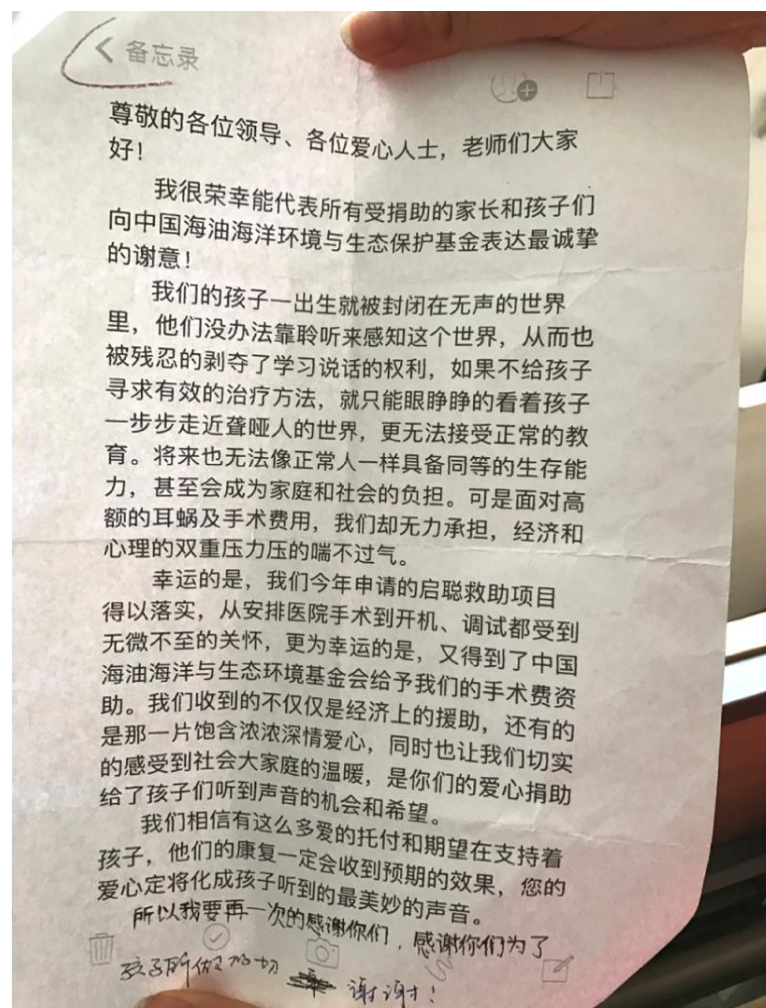 备忘录
尊敬的各位领导、各位爱心人士，老师们大家
好！
我很荣幸能代表所有受捐助的家长和孩子们
向中国海油海洋环境与生态保护基金表达最诚挚
的谢意！
我们的孩子一出生就被封闭在无声的世界
里，他们没办法靠聆听来感知这个世界，从而也
被残忍的剥夺了学习说话的权利，如果不给孩子
寻求有效的治疗方法，就只能眼睁睁的看着孩子
一步步走近聋哑人的世界，更无法接受正常的教
育。将来也无法像正常人一样具备同等的生存能
力，甚至会成为家庭和社会的负担。可是面对高
额的耳蜗及手术费用，我们却无力承担，经济和
心理的双重压力压的喘不过气。
幸运的是，我们今年申请的启聪救助项目
得以落实，从安排医院手术到开机、调试都受到
无微不至的关怀，更为幸运的是，又得到了中国
海油海洋与生态环境基金会给予我们的手术费资
助。我们收到的不仅仅是经济上的援助，还有的
是那一片饱含浓浓深情爱心，同时也让我们切实
的感受到社会大家庭的温暖，是你们的爱心捐助
给了孩子们听到声音的机会和希望。
我们相信有这么多爱的托付和期望在支持着
孩子，他们的康复一定会收到预期的效果，您的
爱心定将化成孩子听到的最美妙的声音。
所以我要再一次的感谢你们，感谢你们为了
孩子所做的一切 谢谢！